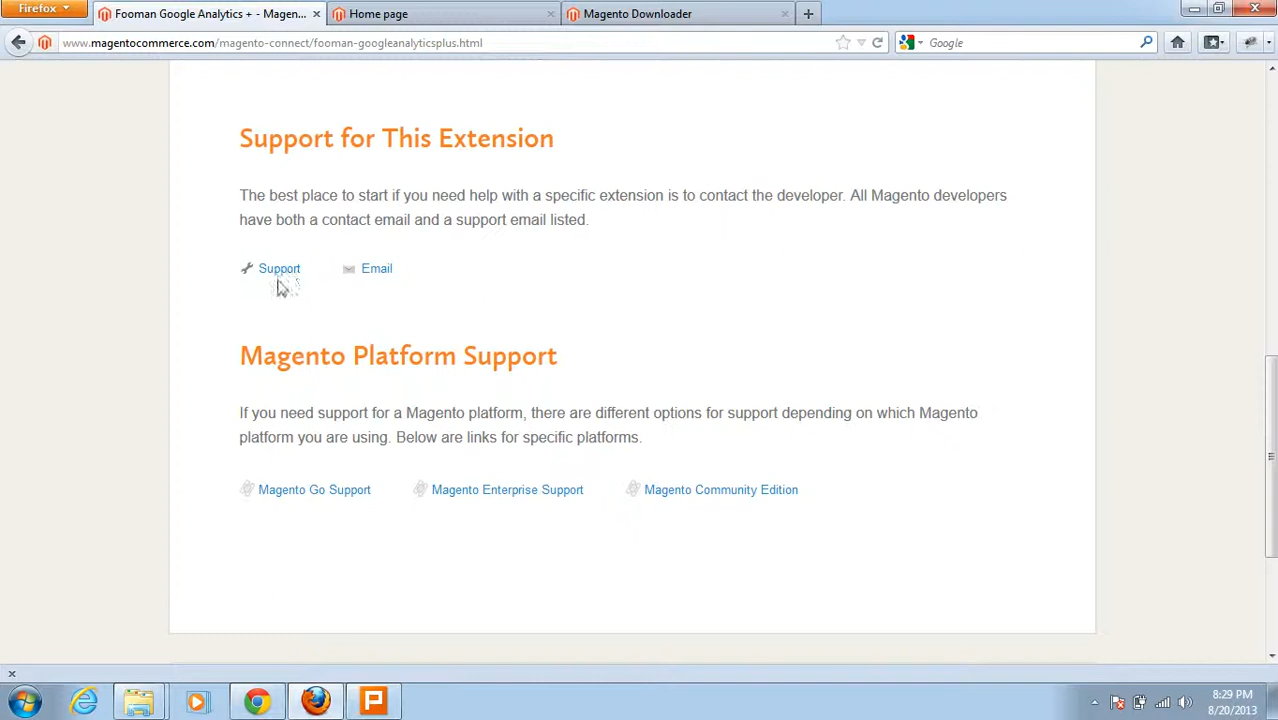 Firefox
Fooman Google Analytics + - Magen...
Home page
Magento Downloader
www.magentocommerce.com/magento-connect/fooman-googleanalyticsplus.html
Google
Support for This Extension
The best place to start if you need help with a specific extension is to contact the developer. All Magento developers
have both a contact email and a support email listed.
Support
Email
Magento Platform Support
If you need support for a Magento platform, there are different options for support depending on which Magento
platform you are using. Below are links for specific platforms.
Magento Go Support
Magento Enterprise Support
Magento Community Edition
8:29 PM
8/20/2013